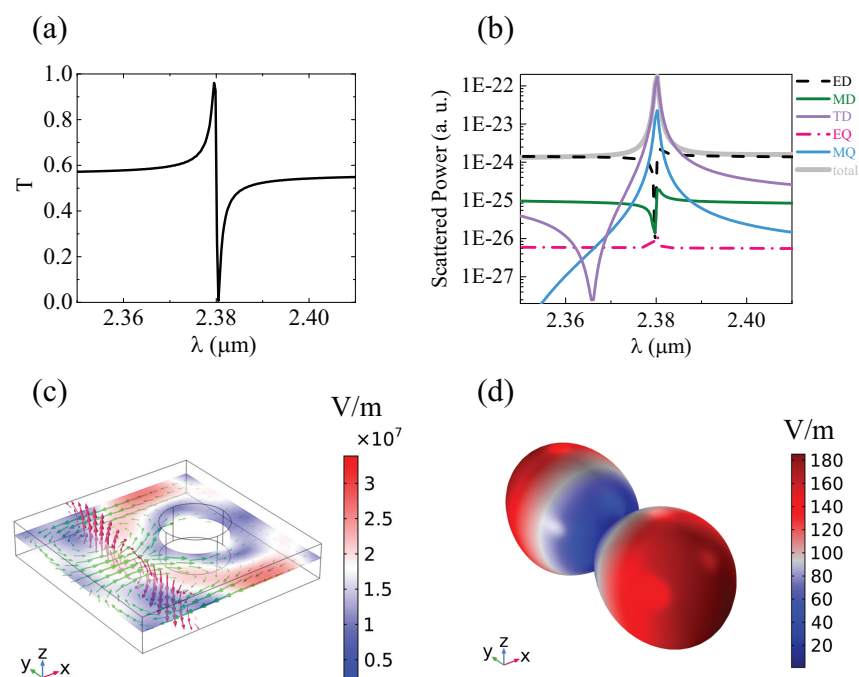 (a)
1.0
0.8
0.6
0.4
0.2
0.0
T
2.36
2.38
2.40
λ (μm)
(b)
1E-22
1E-23
1E-24
1E-25
1E-26
1E-27
Scattered Power (a. u.)
2.36
2.38
2.40
λ (μm)
ED
MD
TD
EQ
MQ
total
(c)
V/m
×10⁷
3
2.5
2
1.5
1
0.5
y z x
(d)
V/m
180
160
140
120
100
80
60
40
20
y z x